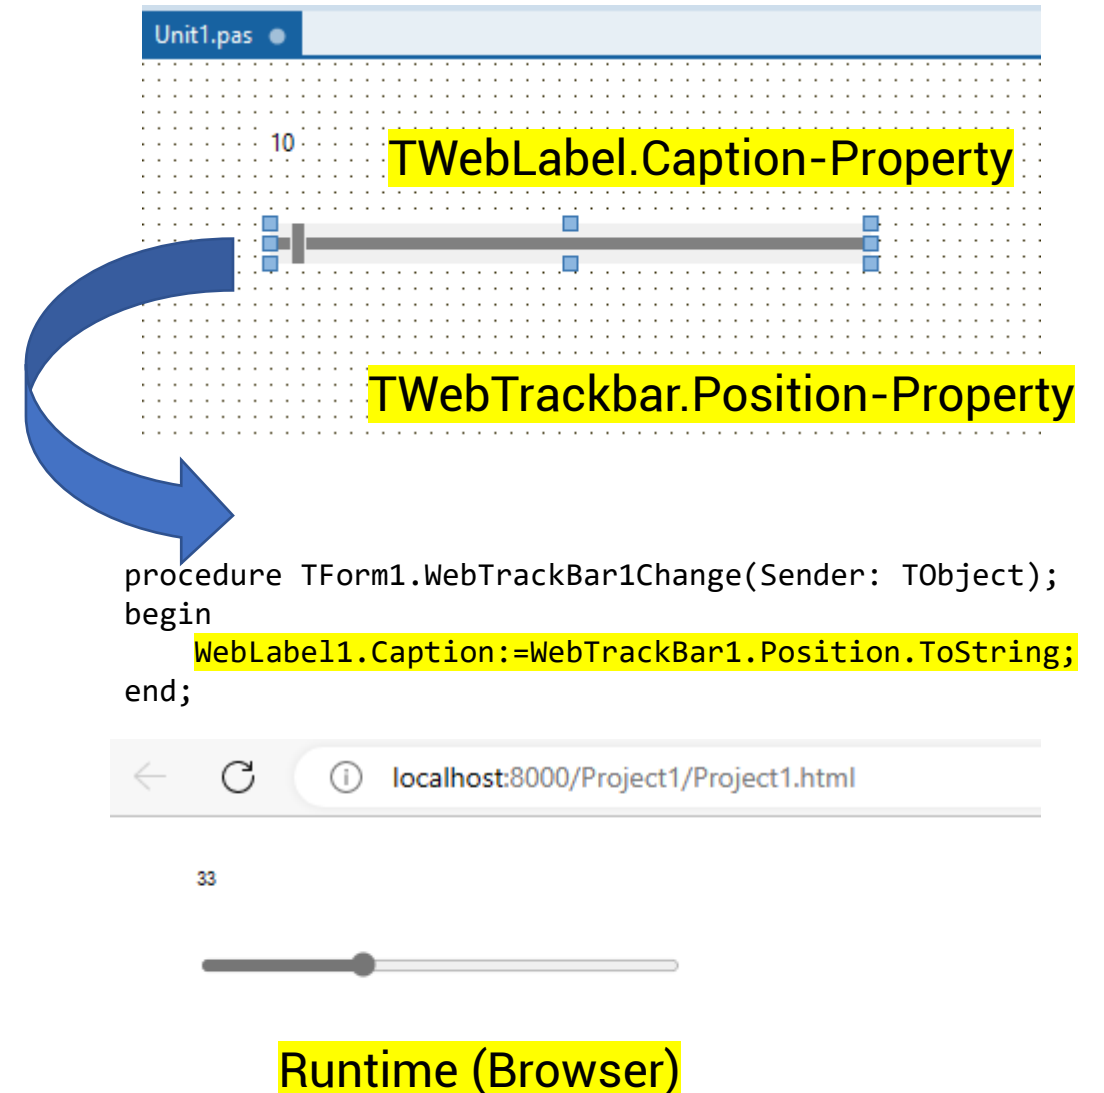 Unit1.pas
10
TWebLabel.Caption-Property
TWebTrackbar.Position-Property
procedure TForm1.WebTrackBar1Change(Sender: TObject);
begin
WebLabel1.Caption:=WebTrackBar1.Position.ToString;
end;
localhost:8000/Project1/Project1.html
33
Runtime (Browser)